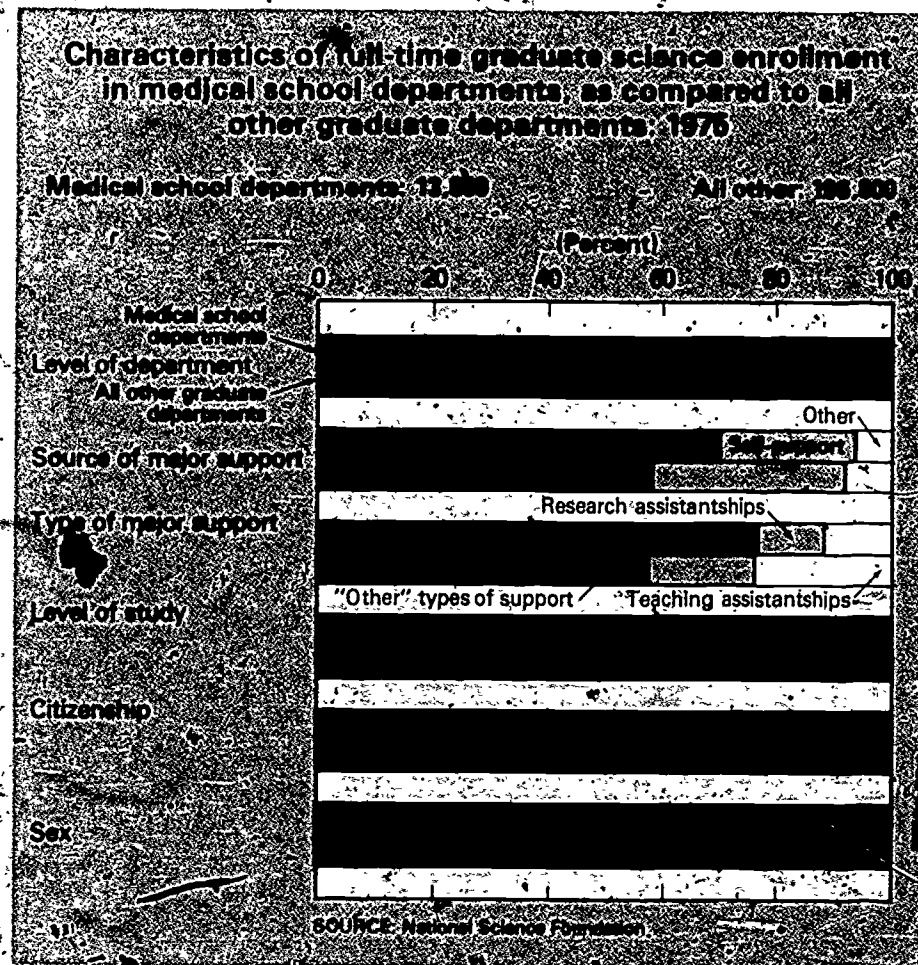 Characteristics of full-time graduate science enrollment
in medical school departments, as compared to all
other graduate departments: 1975
Medical school departments: All other:
(Percent)
0 20 40 60 80 100
Medical school
departments
Level of department
All other graduate
departments
Other
Self-support
Source of major support
Research assistantships
Type of major support
"Other" types of support Teaching assistantships
Level of study
Citizenship
Sex
SOURCE: National Science Foundation